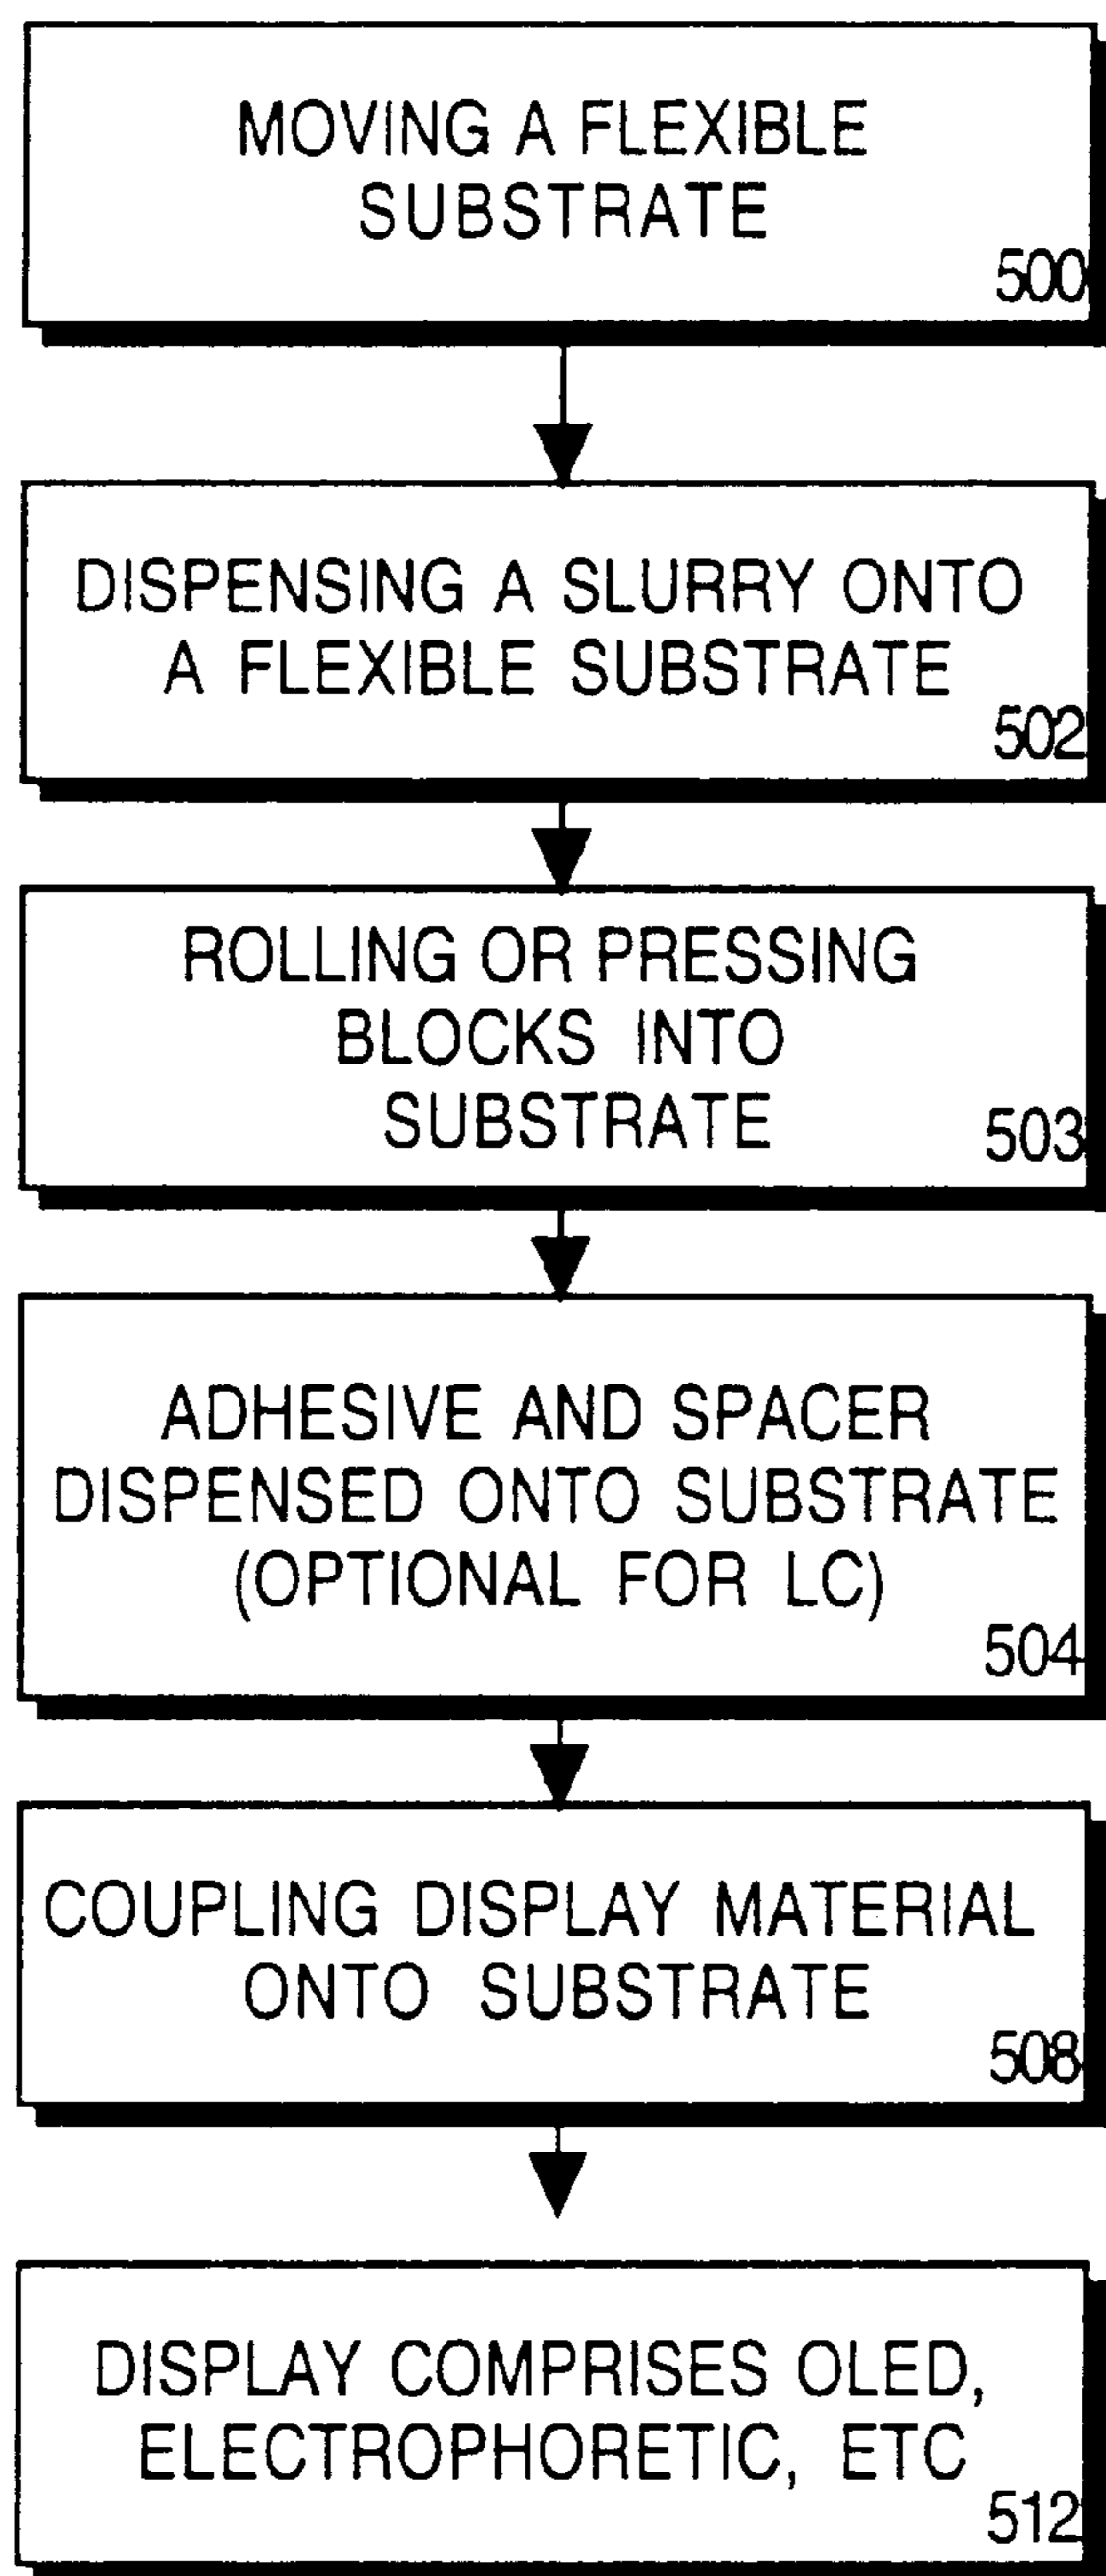 MOVING A FLEXIBLE
SUBSTRATE
500
DISPENSING A SLURRY ONTO
A FLEXIBLE SUBSTRATE
502
ROLLING OR PRESSING
BLOCKS INTO
SUBSTRATE
503
ADHESIVE AND SPACER
DISPENSED ONTO SUBSTRATE
(OPTIONAL FOR LC)
504
COUPLING DISPLAY MATERIAL
ONTO SUBSTRATE
508
DISPLAY COMPRISES OLED,
ELECTROPHORETIC, ETC
512